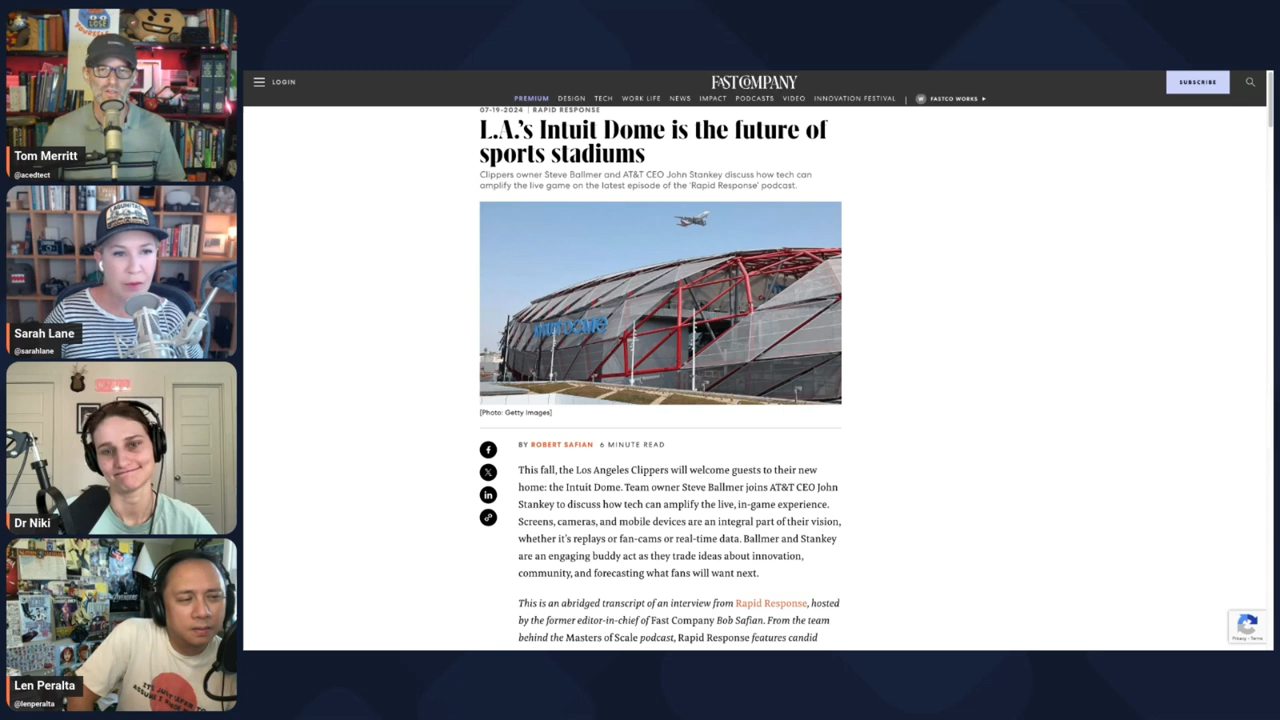 Tom Merritt
@acedtect
Sarah Lane
@sarahlane
Dr Niki
Len Peralta
@lenperalta
LOGIN
FAST COMPANY
SUBSCRIBE
PREMIUM DESIGN TECH WORK LIFE NEWS IMPACT PODCASTS VIDEO INNOVATION FESTIVAL | FASTCO WORKS
07-19-2024 | RAPID RESPONSE
L.A.’s Intuit Dome is the future of
sports stadiums
Clippers owner Steve Ballmer and AT&T CEO John Stankey discuss how tech can
amplify the live game on the latest episode of the ‘Rapid Response’ podcast.
[Photo: Getty Images]
BY ROBERT SAFIAN 6 MINUTE READ
This fall, the Los Angeles Clippers will welcome guests to their new
home: the Intuit Dome. Team owner Steve Ballmer joins AT&T CEO John
Stankey to discuss how tech can amplify the live, in-game experience.
Screens, cameras, and mobile devices are an integral part of their vision,
whether it’s replays or fan-cams or real-time data. Ballmer and Stankey
are an engaging buddy act as they trade ideas about innovation,
community, and forecasting what fans will want next.
This is an abridged transcript of an interview from Rapid Response, hosted
by the former editor-in-chief of Fast Company Bob Safian. From the team
behind the Masters of Scale podcast, Rapid Response features candid
Privacy - Terms